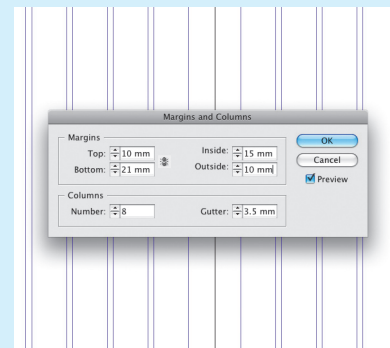 Margins and Columns
Margins
Top: 10 mm
Bottom: 21 mm
Inside: 15 mm
Outside: 10 mm
Columns
Number: 8
Gutter: 3.5 mm
OK
Cancel
Preview